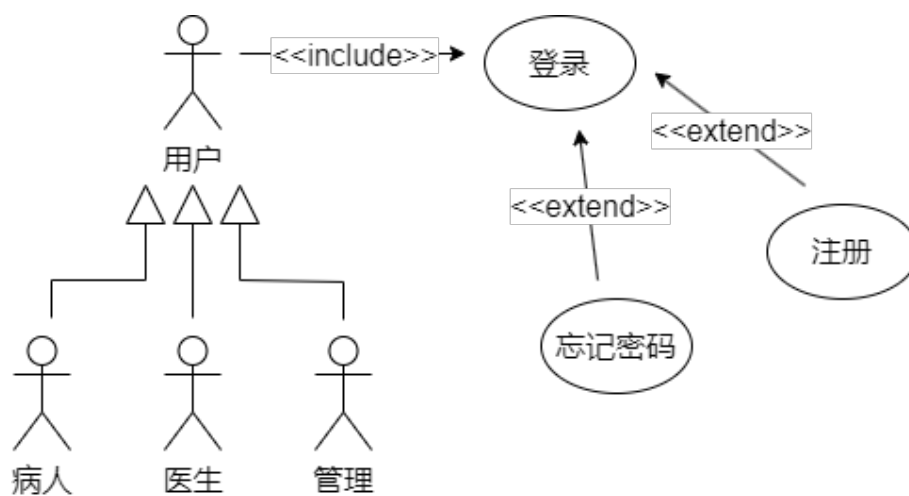 <<include>>
登录
<<extend>>
用户
<<extend>>
注册
忘记密码
病人
医生
管理